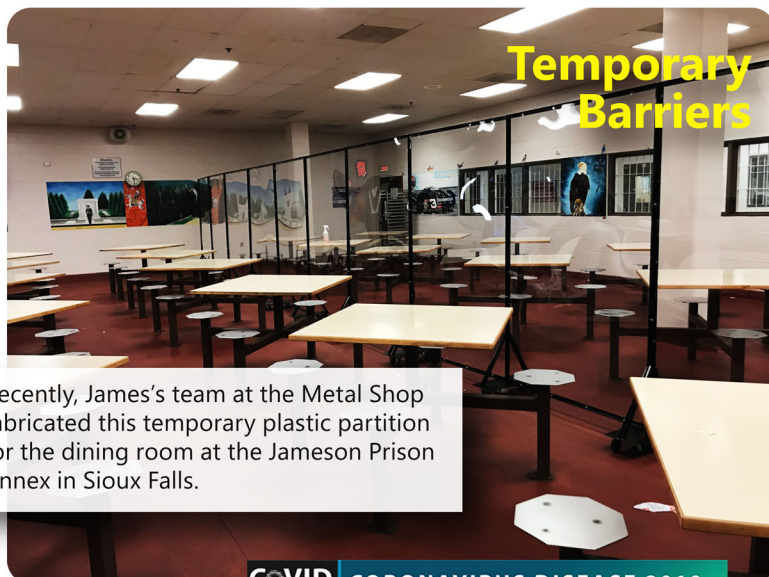 Temporary
Barriers
ecently, James's team at the Metal Shop
abricated this temporary plastic partition
or the dining room at the Jameson Prison
nnex in Sioux Falls.
3